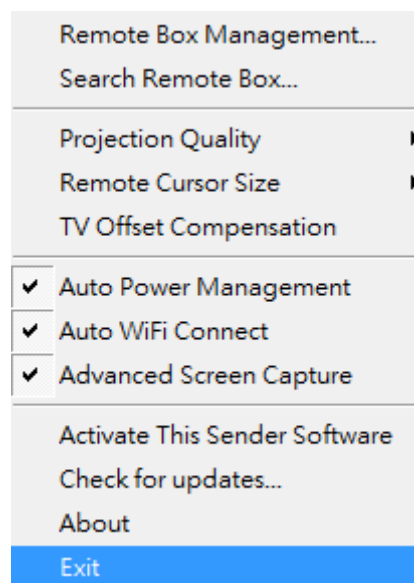 Remote Box Management...
Search Remote Box...
Projection Quality
Remote Cursor Size
TV Offset Compensation
Auto Power Management
Auto WiFi Connect
Advanced Screen Capture
Activate This Sender Software
Check for updates...
About
Exit